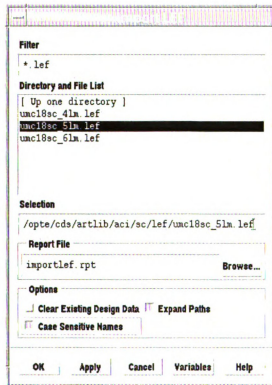 Filter
*.lef
Directory and File List
[ Up one directory ]
umc18sc_4lm.lef
umc18sc_5lm.lef
umc18sc_6lm.lef
Selection
/opte/cds/artlib/aci/sc/lef/umc18sc_5lm.lef
Report File
importlef.rpt
Browse...
Options
Clear Existing Design Data
Expand Paths
Case Sensitive Names
OK
Apply
Cancel
Variables
Help